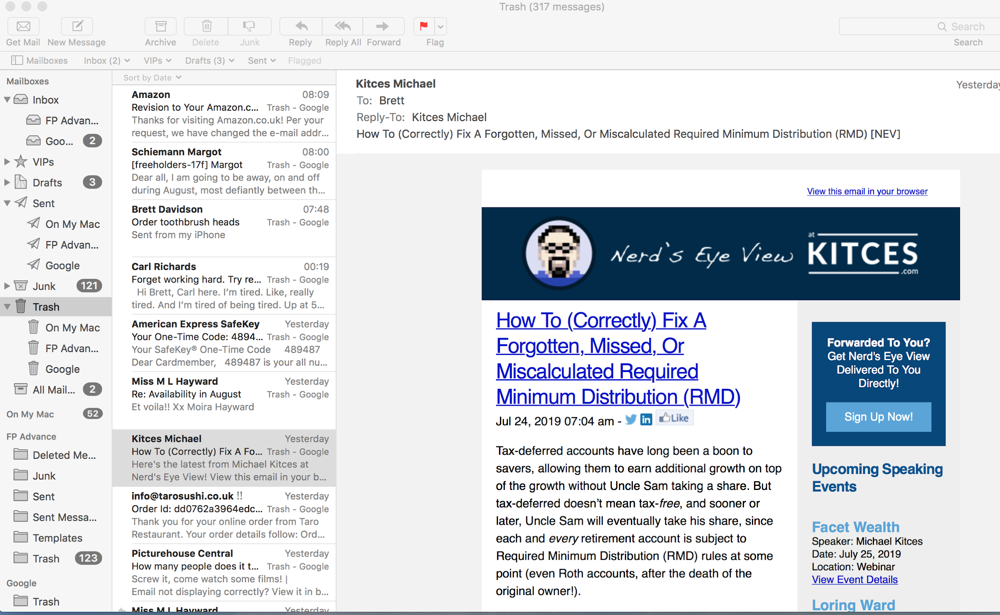 Trash (317 messages)
Get Mail New Message Archive Delete Junk Reply Reply All Forward Flag Search
Search
Mailboxes Inbox (2) VIPs Drafts (3) Sent Flagged
Mailboxes
Inbox
FP Advan...
Goo... 2
VIPs
Drafts 3
Sent
On My Mac
FP Advan...
Google
Junk 121
Trash
On My Mac
FP Advan...
Google
All Mail... 2
On My Mac 52
FP Advance
Deleted Me...
Junk
Sent
Sent Messa...
Templates
Trash 123
Google
Trash
Sort by Date
Amazon 08:09
Revision to Your Amazon.c... Trash - Google
Thanks for visiting Amazon.co.uk! Per your
request, we have changed the e-mail addr...
Schiemann Margot 08:00
[freeholders-17f] Margot Trash - Google
Dear all, I am going to be away, on and off
during August, most defiantly between th...
Brett Davidson 07:48
Order toothbrush heads Trash - Google
Sent from my iPhone
Carl Richards 00:19
Forget working hard. Try re... Trash - Google
Hi Brett, Carl here. I’m tired. Like, really
tired. And I’m tired of being tired. Up at 5...
American Express SafeKey Yesterday
Your One-Time Code: 4894... Trash - Google
Your SafeKey® One-Time Code 489487
Dear Cardmember, 489487 is your all nu...
Miss M L Hayward Yesterday
Re: Availability in August Trash - Google
Et voila!! Xx Moira Hayward
Kitces Michael Yesterday
How To (Correctly) Fix A Fo... Trash - Google
Here's the latest from Michael Kitces at
Nerd's Eye View! View this email in your b...
info@tarosushi.co.uk !! Yesterday
Order Id: dd0762a3964edc... Trash - Google
Thank you for your online order from Taro
Restaurant. Your order details follow: Ord...
Picturehouse Central Yesterday
How many people does it t... Trash - Google
Screw it, come watch some films! |
Email not displaying correctly? View it in b...
Miss M L Hayward Yesterday
Kitces Michael Yesterday
To: Brett
Reply-To: Kitces Michael
How To (Correctly) Fix A Forgotten, Missed, Or Miscalculated Required Minimum Distribution (RMD) [NEV]
View this email in your browser
Nerd's Eye View at KITCES .com
How To (Correctly) Fix A
Forgotten, Missed, Or
Miscalculated Required
Minimum Distribution (RMD)
Jul 24, 2019 07:04 am - in Like
Tax-deferred accounts have long been a boon to
savers, allowing them to earn additional growth on top
of the growth without Uncle Sam taking a share. But
tax-deferred doesn’t mean tax-free, and sooner or
later, Uncle Sam will eventually take his share, since
each and every retirement account is subject to
Required Minimum Distribution (RMD) rules at some
point (even Roth accounts, after the death of the
original owner!).
Forwarded To You?
Get Nerd's Eye View
Delivered To You
Directly!
Sign Up Now!
Upcoming Speaking
Events
Facet Wealth
Speaker: Michael Kitces
Date: July 25, 2019
Location: Webinar
View Event Details
Loring Ward